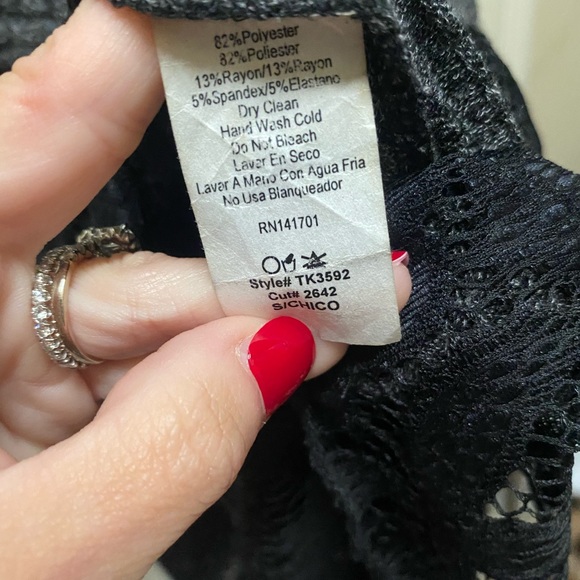 82%Polyester
82%Poliester
13%Rayon/13%Rayon
5%Spandex/5%Elastano
Dry Clean
Hand Wash Cold
Do Not Bleach
Lavar En Seco
Lavar A Mano Con Agua Fria
No Usa Blanqueador
RN141701
Style# TK3592
Cut# 2642
S/CHICO